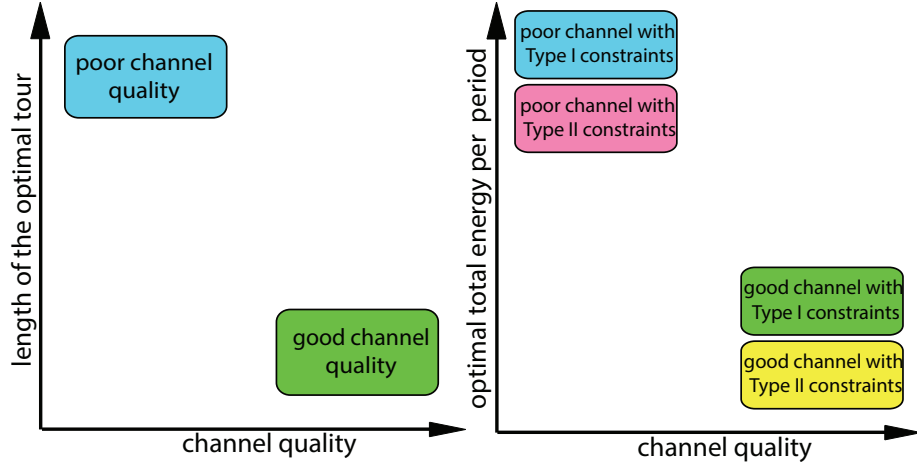 length of the optimal tour
poor channel
quality
good channel
quality
channel quality
optimal total energy per period
poor channel with
Type I constraints
poor channel with
Type II constraints
good channel with
Type I constraints
good channel with
Type II constraints
channel quality